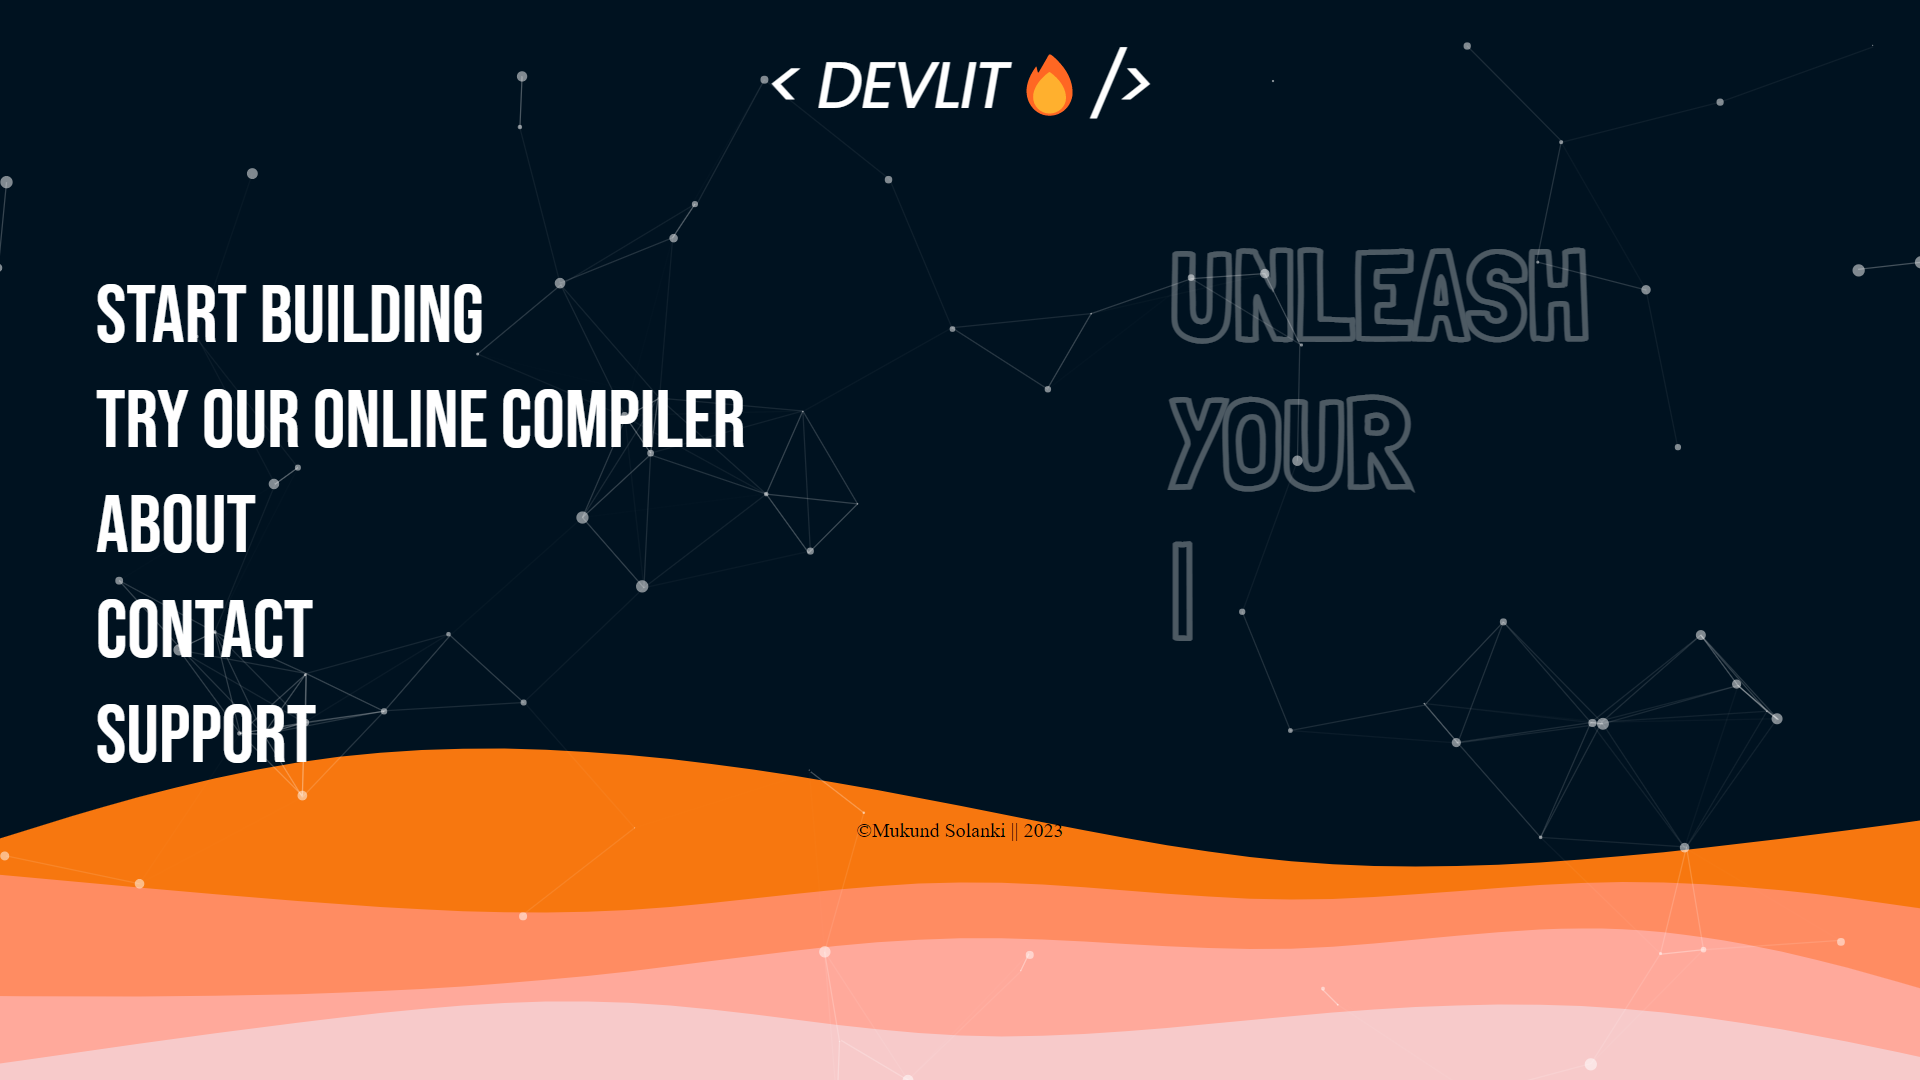 < DEVLIT 🔥 />
START BUILDING
TRY OUR ONLINE COMPILER
ABOUT
CONTACT
SUPPORT
UNLEASH
YOUR
I
©Mukund Solanki || 2023